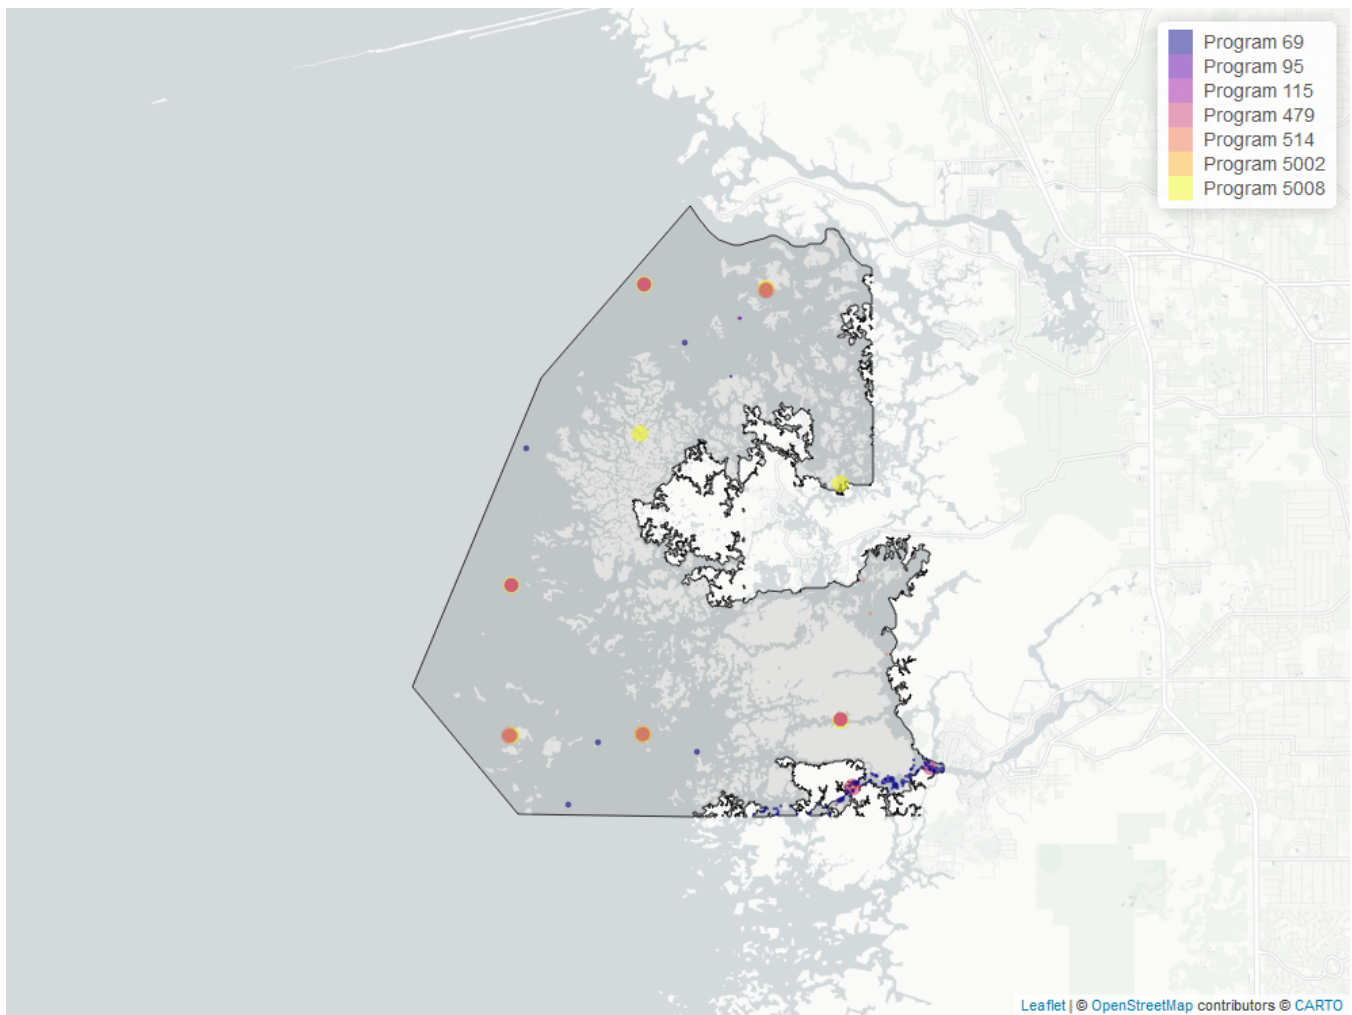 Program 69
Program 95
Program 115
Program 479
Program 514
Program 5002
Program 5008
Leaflet | © OpenStreetMap contributors © CARTO